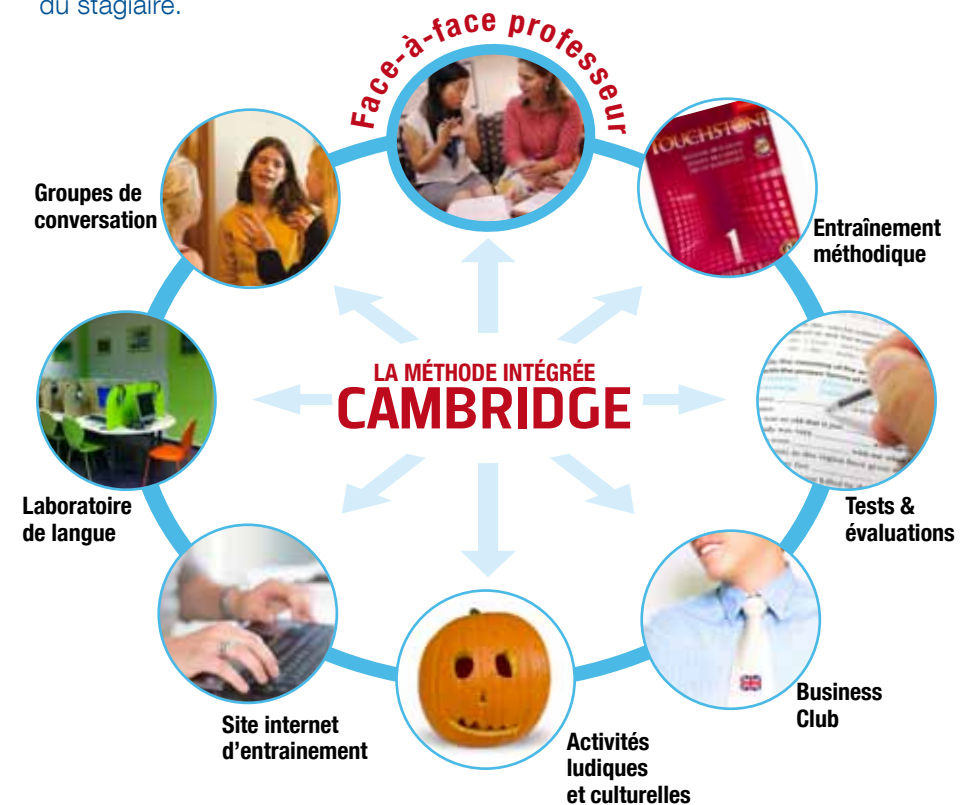 du stagiaire.
Face-à-face professeur
Groupes de
conversation
TOUCHSTONE
1
Entraînement
méthodique
LA MÉTHODE INTÉGRÉE
CAMBRIDGE
Laboratoire
de langue
Tests &
évaluations
Site internet
d'entrainement
Business
Club
Activités
ludiques
et culturelles